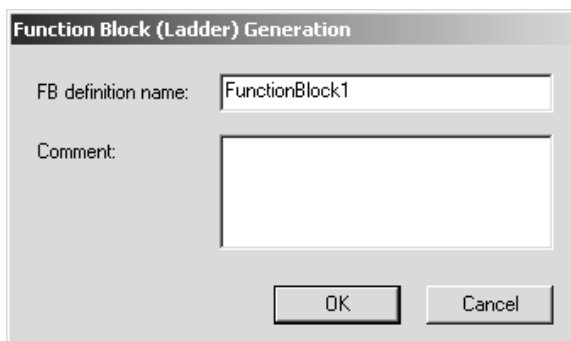 Function Block (Ladder) Generation
FB definition name: FunctionBlock1
Comment:
OK Cancel